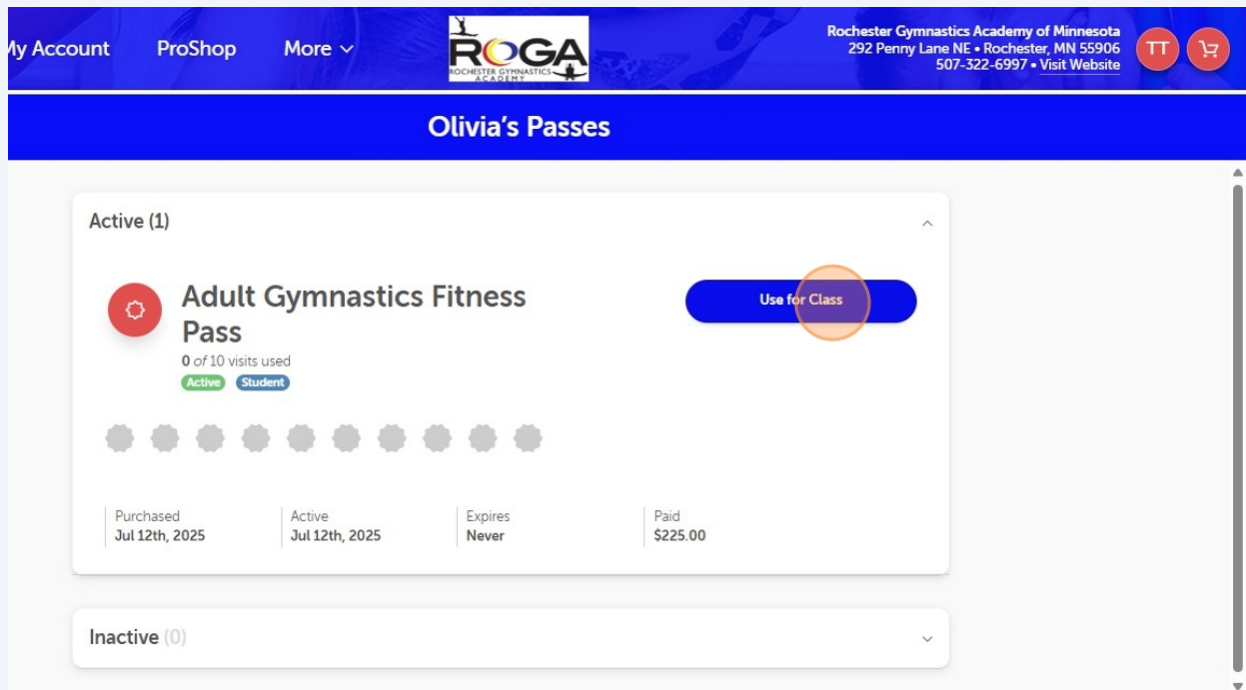 My Account ProShop More
ROGA
ROCHESTER GYMNASTICS
ACADEMY
Rochester Gymnastics Academy of Minnesota
292 Penny Lane NE • Rochester, MN 55906
507-322-6997 • Visit Website
TT
Olivia's Passes
Active (1)
Adult Gymnastics Fitness
Pass
Use for Class
0 of 10 visits used
Active Student
Purchased Active Expires Paid
Jul 12th, 2025 Jul 12th, 2025 Never $225.00
Inactive (0)